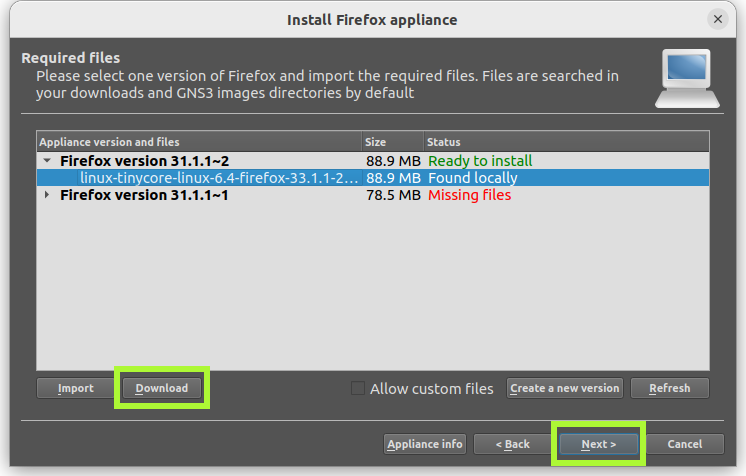 Install Firefox appliance
Required files
Please select one version of Firefox and import the required files. Files are searched in
your downloads and GNS3 images directories by default
Appliance version and files Size Status
Firefox version 31.1.1~2 88.9 MB Ready to install
linux-tinycore-linux-6.4-firefox-33.1.1-2... 88.9 MB Found locally
Firefox version 31.1.1~1 78.5 MB Missing files
Import Download Allow custom files Create a new version Refresh
Appliance info < Back Next > Cancel